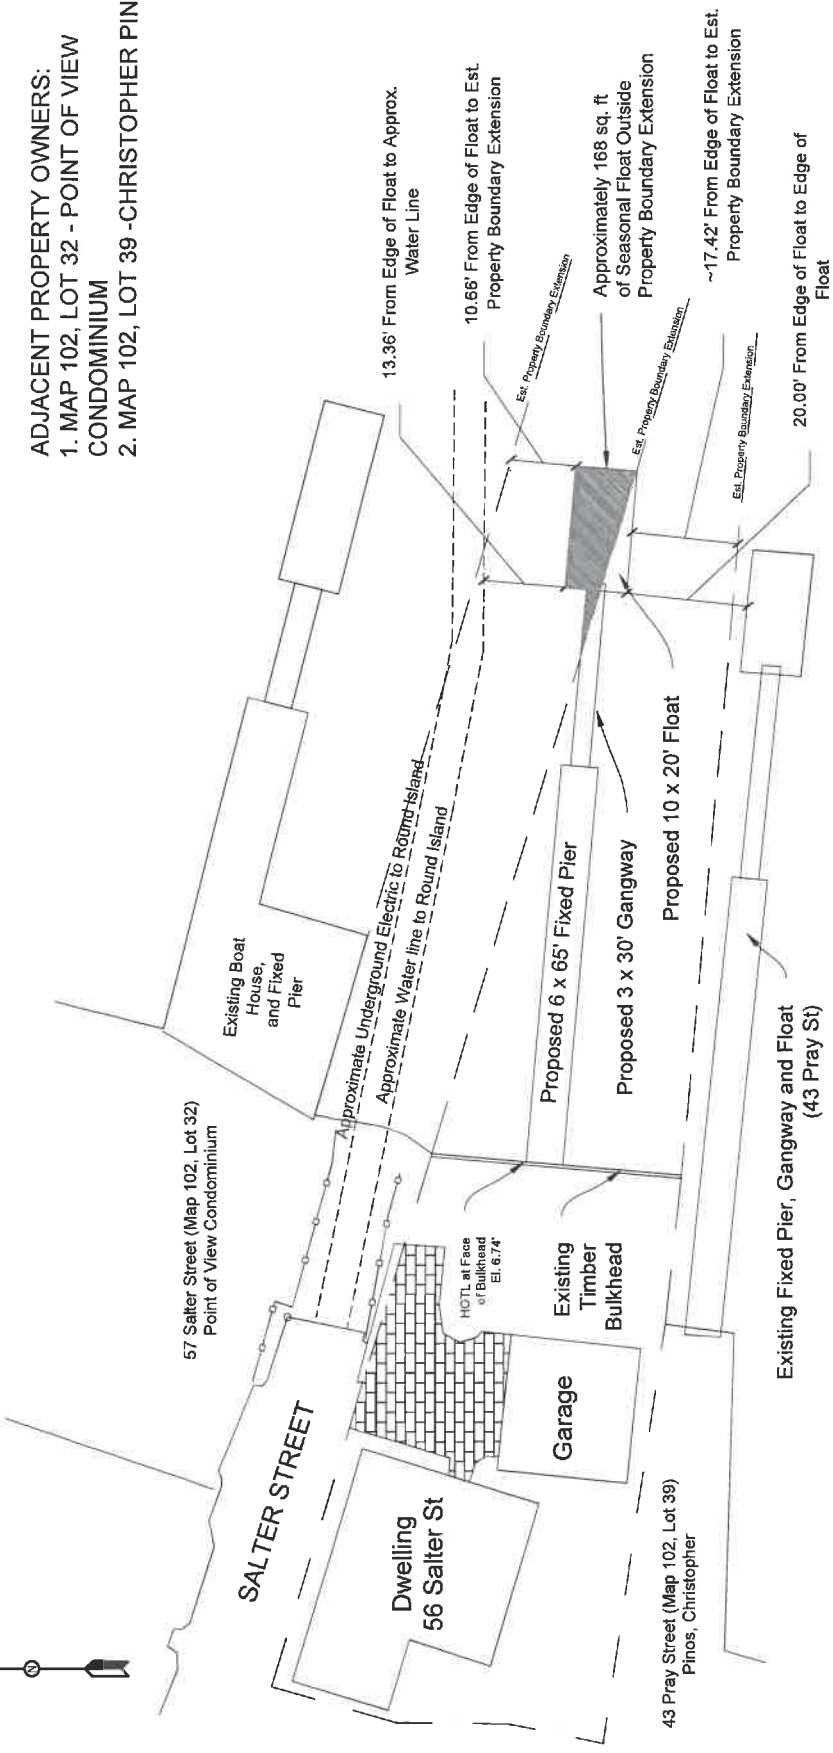 ADJACENT PROPERTY OWNERS:
1. MAP 102, LOT 32 - POINT OF VIEW
CONDOMINIUM
2. MAP 102, LOT 39 -CHRISTOPHER PIN
13.36' From Edge of Float to Approx.
Water Line
10.66' From Edge of Float to Est.
Property Boundary Extension
Est. Property Boundary Extension
Approximately 168 sq. ft
of Seasonal Float Outside
Property Boundary Extension
Est. Property Boundary Extension
~17.42' From Edge of Float to Est.
Property Boundary Extension
Est. Property Boundary Extension
20.00' From Edge of Float to Edge of
Float
Existing Boat
House,
and Fixed
Pier
Approximate Underground Electric to Round Island
Approximate Water line to Round Island
Proposed 6 x 65' Fixed Pier
Proposed 3 x 30' Gangway
Proposed 10 x 20' Float
57 Salter Street (Map 102, Lot 32)
Point of View Condominium
HOTL at Face
of Bulkhead
El. 6.74'
Existing
Timber
Bulkhead
Existing Fixed Pier, Gangway and Float
(43 Pray St)
SALTER STREET
Garage
Dwelling
56 Salter St
43 Pray Street (Map 102, Lot 39)
Pinos, Christopher
N